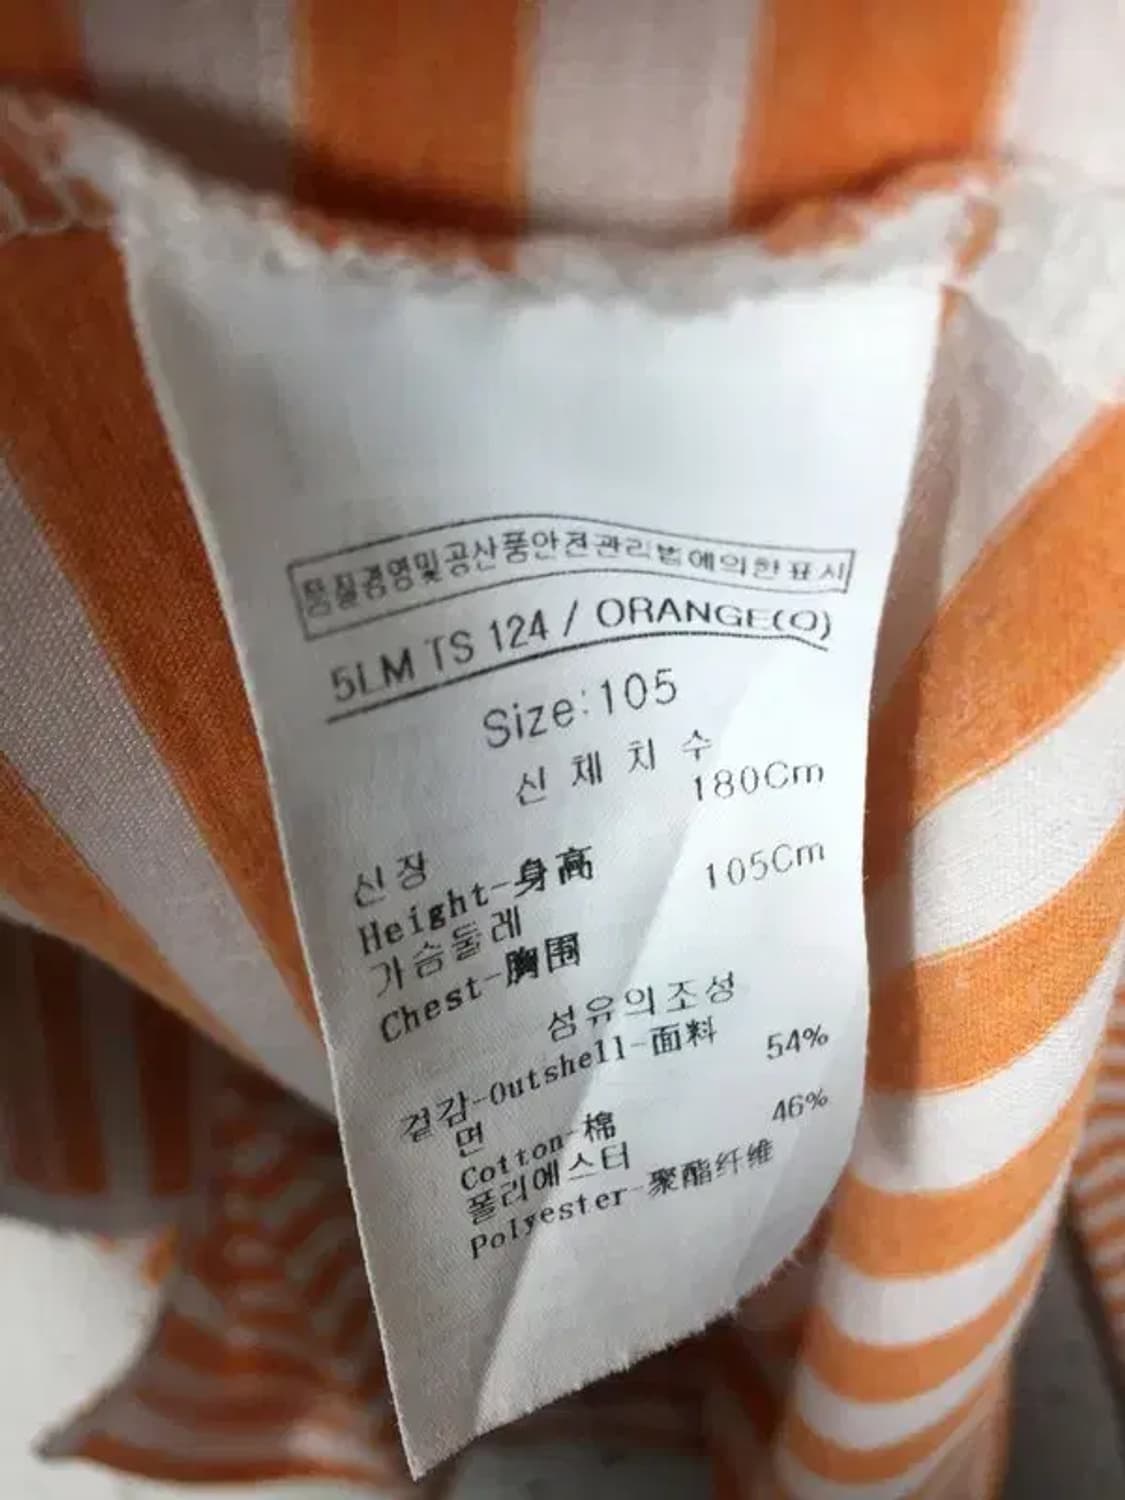 품질경영및공산품안전관리법에의한표시
5LM TS 124 / ORANGE(O)
Size:105
신체치수
180Cm
신장
Height-身高
105Cm
가슴둘레
Chest-胸围
섬유의조성
겉감-Outshell-面料
면 54%
Cotton-棉
폴리에스터 46%
Polyester-聚酯纤维